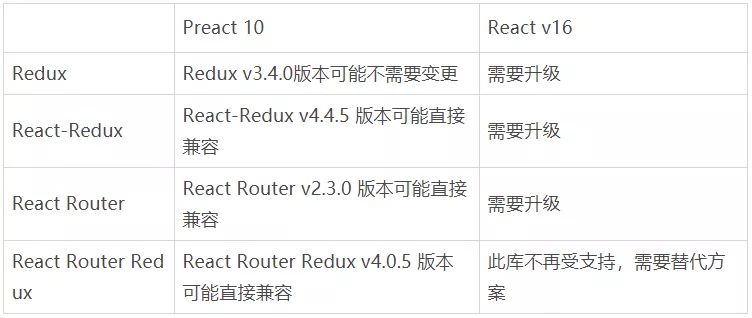 Preact 10
React v16
Redux
Redux v3.4.0版本可能不需要变更
需要升级
React-Redux
React-Redux v4.4.5 版本可能直接
兼容
需要升级
React Router
React Router v2.3.0 版本可能直接
兼容
需要升级
React Router Red
ux
React Router Redux v4.0.5 版本
可能直接兼容
此库不再受支持，需要替代方
案